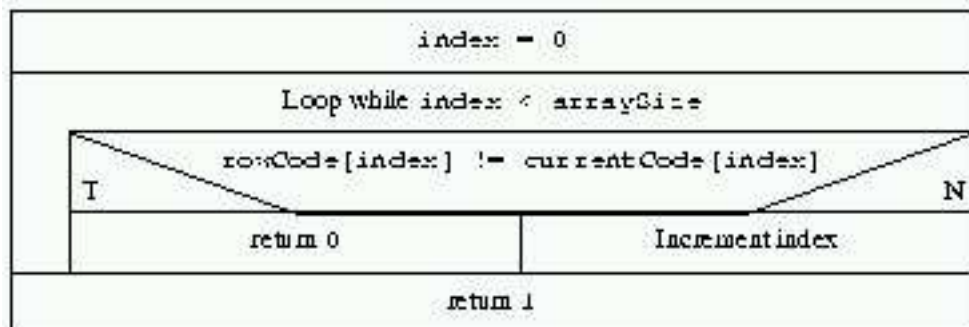 index = 0
Loop while index < arraySize
rowCode[index] != currentCode[index]
T
N
return 0
Increment index
return 1